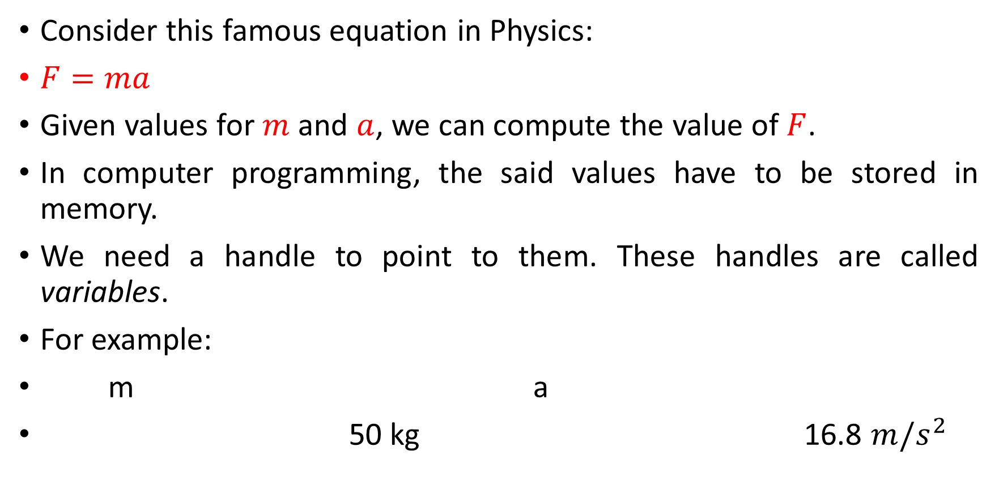 • Consider this famous equation in Physics:
• F = ma
• Given values for m and a, we can compute the value of F.
• In computer programming, the said values have to be stored in
memory.
• We need a handle to point to them. These handles are called
variables.
• For example:
• m a
• 50 kg 16.8 m/s²